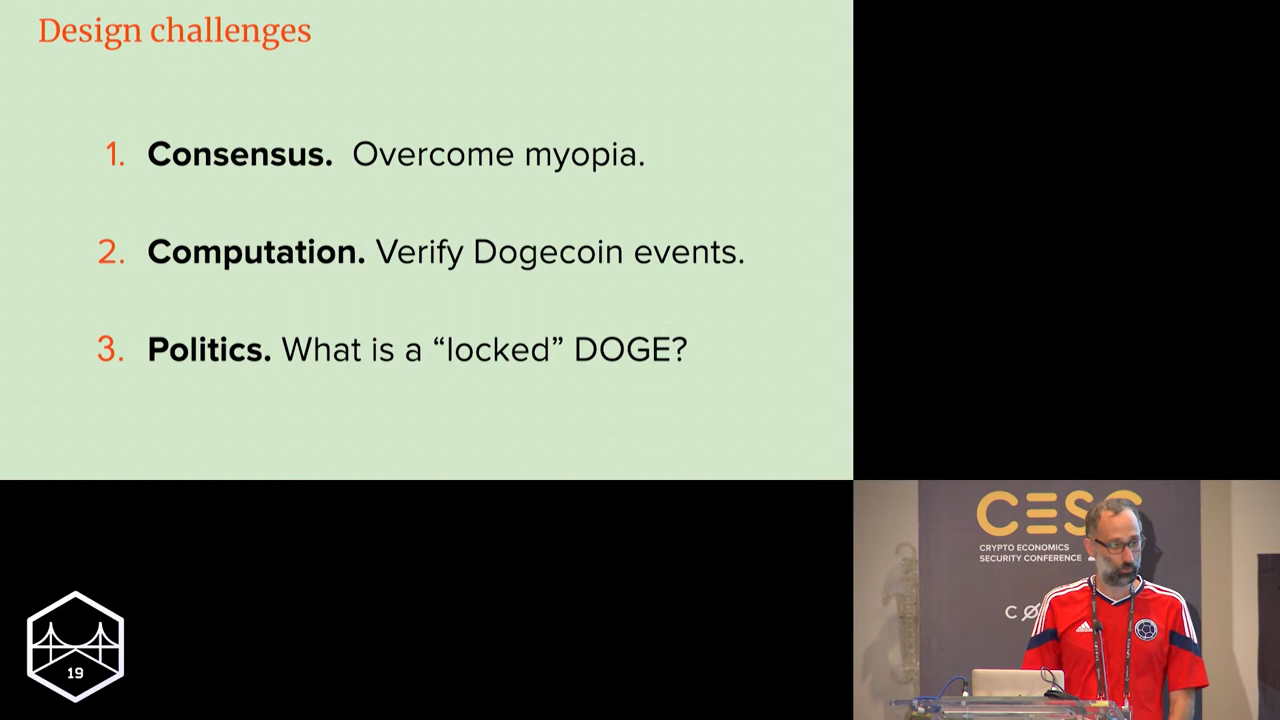 Design challenges
1. Consensus. Overcome myopia.
2. Computation. Verify Dogecoin events.
3. Politics. What is a “locked” DOGE?
CESC
CRYPTO ECONOMICS
SECURITY CONFERENCE
19